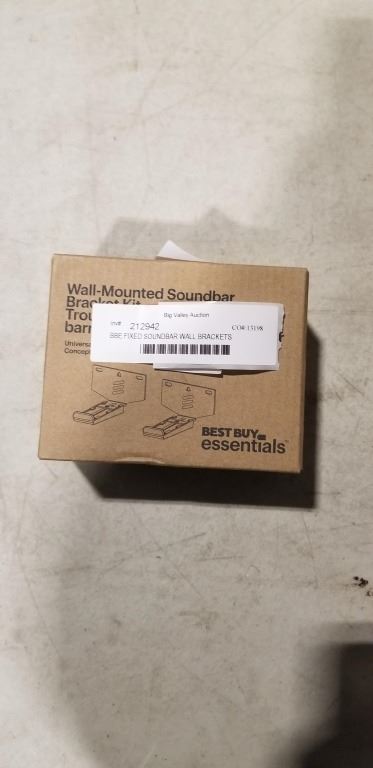 Wall-Mounted Soundbar
Bracket Kit
Trou
barr
Universa
Concep
Big Valley Auction
Inv# 212942 CO# 13198
BBE FIXED SOUNDBAR WALL BRACKETS
BEST BUY
essentials™